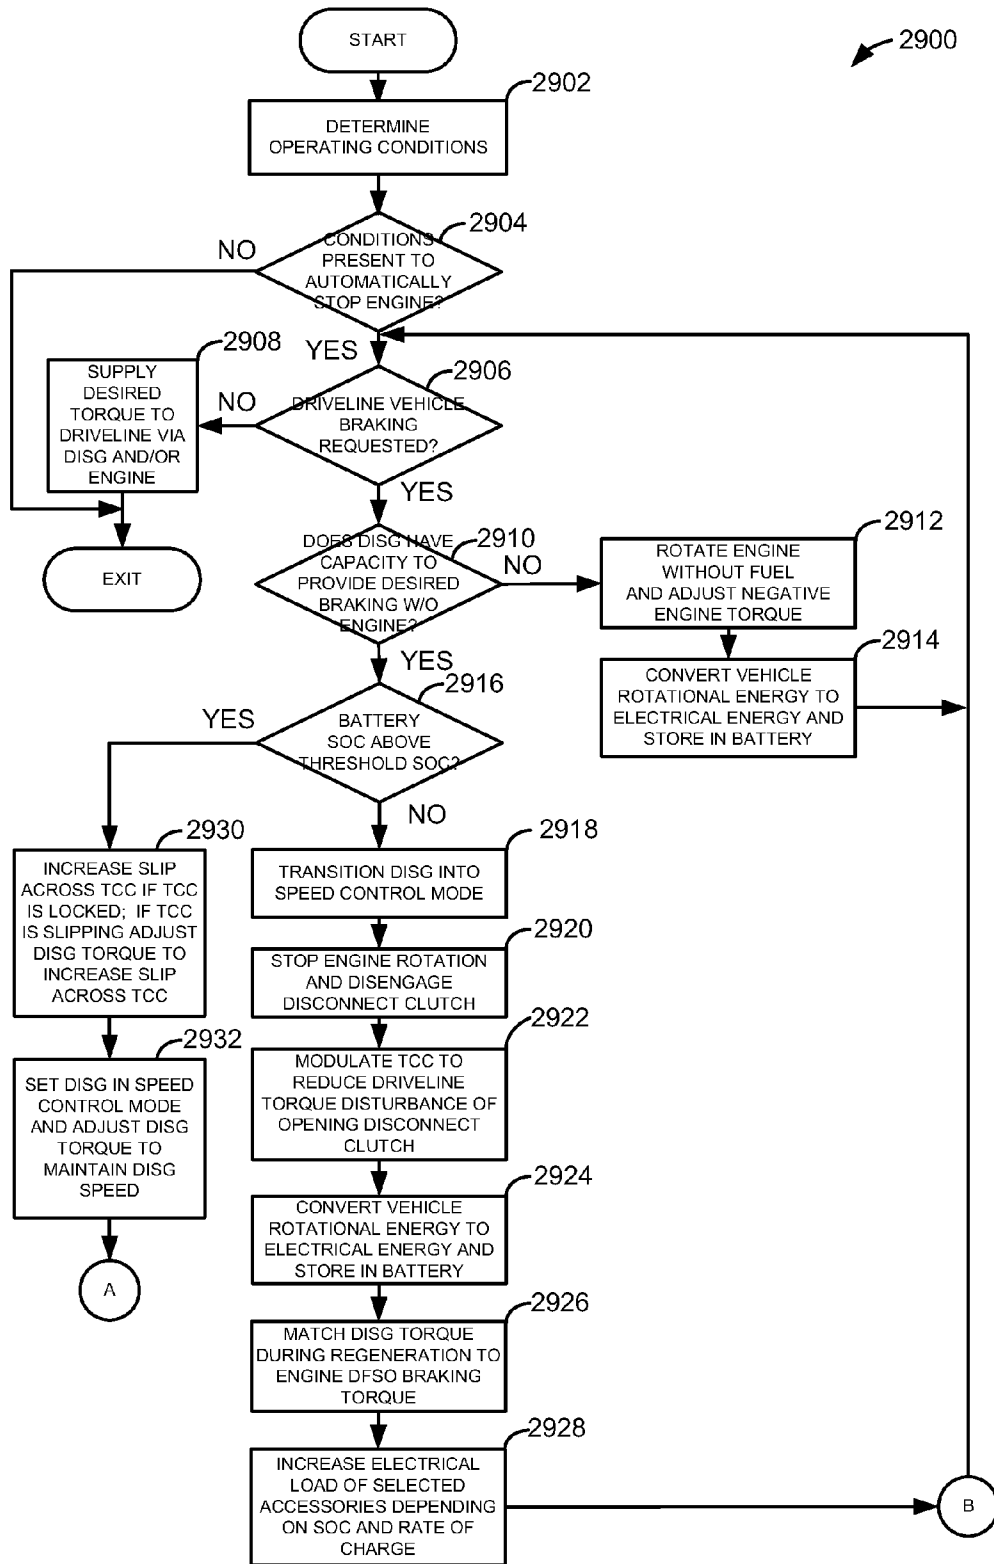 START
2900
2902
DETERMINE
OPERATING CONDITIONS
2904
NO
CONDITIONS
PRESENT TO
AUTOMATICALLY
STOP ENGINE?
YES
2908
SUPPLY
DESIRED
TORQUE TO
DRIVELINE VIA
DISG AND/OR
ENGINE
NO
2906
DRIVELINE VEHICLE
BRAKING
REQUESTED?
YES
EXIT
2910
DOES DISG HAVE
CAPACITY TO
PROVIDE DESIRED
BRAKING W/O
ENGINE?
NO
2912
ROTATE ENGINE
WITHOUT FUEL
AND ADJUST NEGATIVE
ENGINE TORQUE
2914
CONVERT VEHICLE
ROTATIONAL ENERGY TO
ELECTRICAL ENERGY AND
STORE IN BATTERY
YES
2916
YES
BATTERY
SOC ABOVE
THRESHOLD SOC?
NO
2930
INCREASE SLIP
ACROSS TCC IF TCC
IS LOCKED; IF TCC
IS SLIPPING ADJUST
DISG TORQUE TO
INCREASE SLIP
ACROSS TCC
2932
SET DISG IN SPEED
CONTROL MODE
AND ADJUST DISG
TORQUE TO
MAINTAIN DISG
SPEED
A
2918
TRANSITION DISG INTO
SPEED CONTROL MODE
2920
STOP ENGINE ROTATION
AND DISENGAGE
DISCONNECT CLUTCH
2922
MODULATE TCC TO
REDUCE DRIVELINE
TORQUE DISTURBANCE OF
OPENING DISCONNECT
CLUTCH
2924
CONVERT VEHICLE
ROTATIONAL ENERGY TO
ELECTRICAL ENERGY AND
STORE IN BATTERY
2926
MATCH DISG TORQUE
DURING REGENERATION TO
ENGINE DFSO BRAKING
TORQUE
2928
INCREASE ELECTRICAL
LOAD OF SELECTED
ACCESSORIES DEPENDING
ON SOC AND RATE OF
CHARGE
B